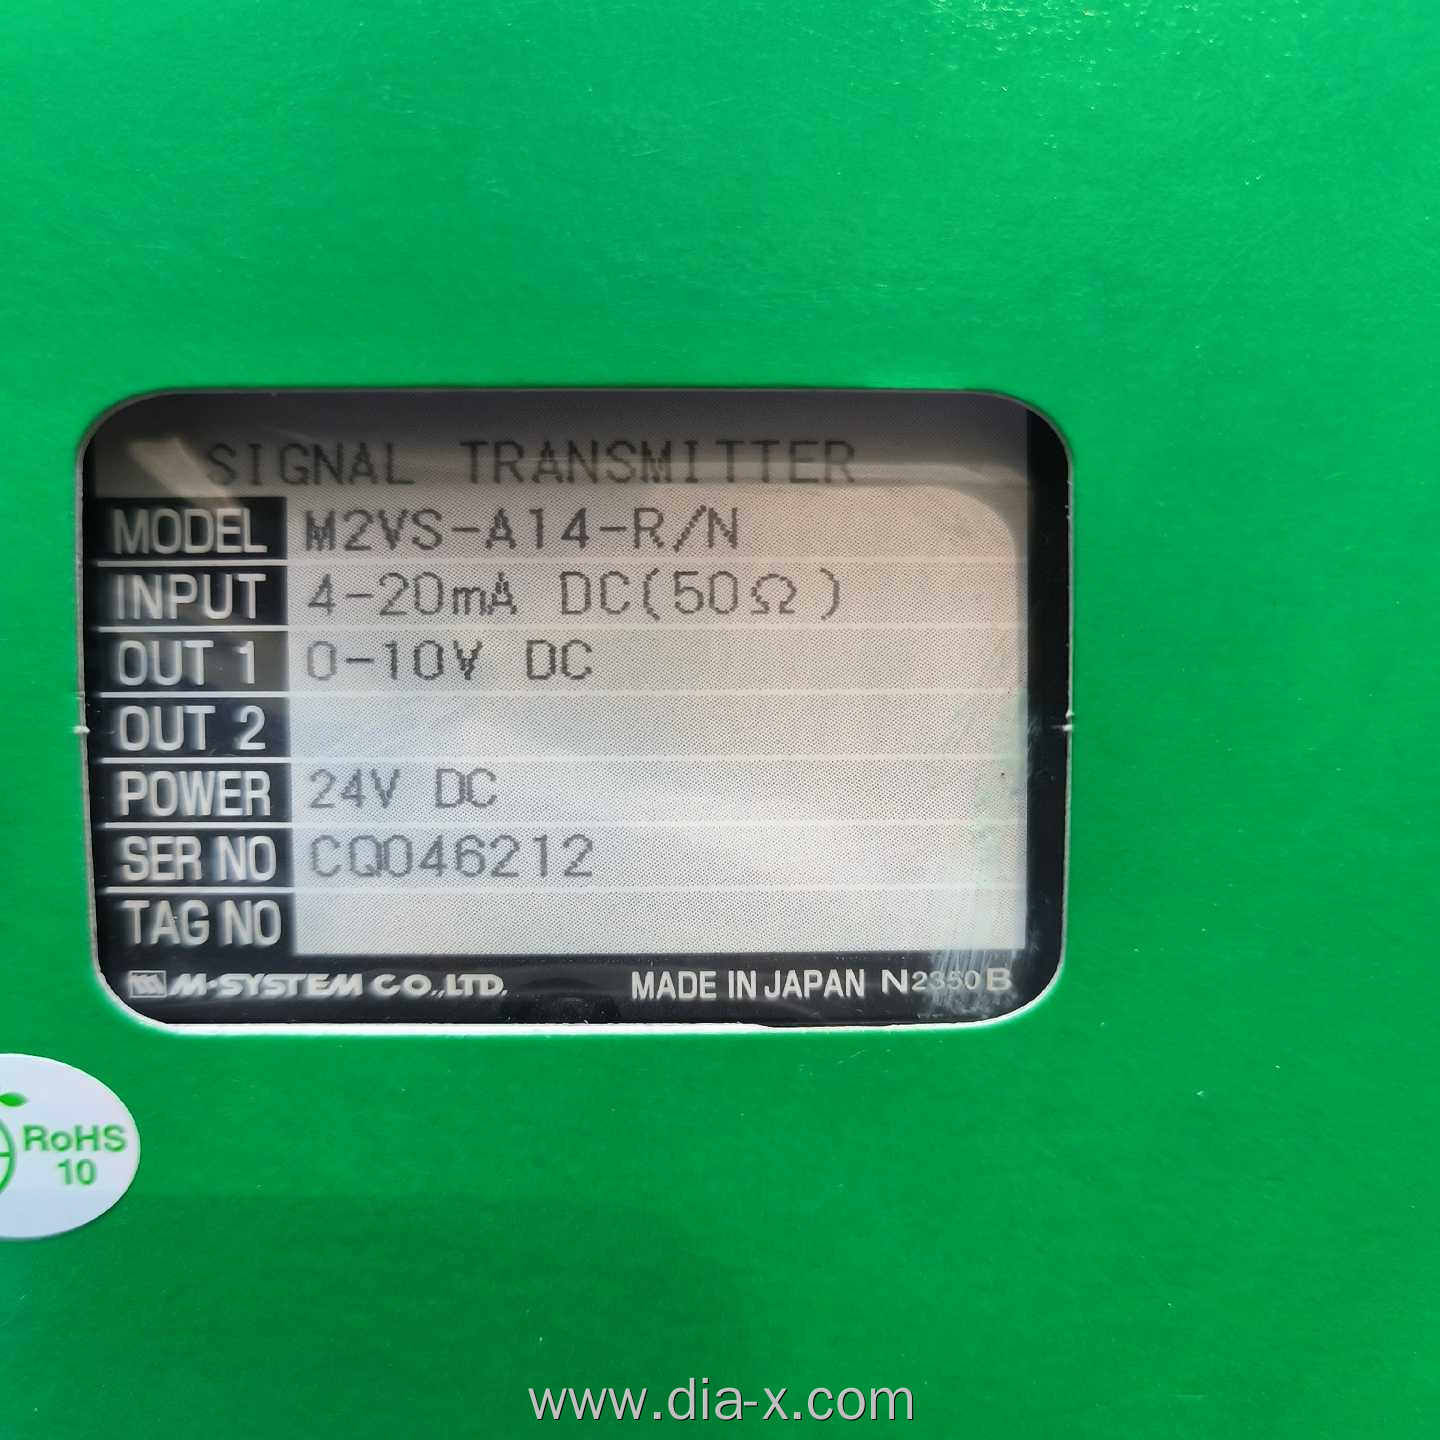 SIGNAL TRANSMITTER
MODEL M2VS-A14-R/N
INPUT 4-20mA DC(50Ω)
OUT 1 0-10V DC
OUT 2
POWER 24V DC
SER NO CQ046212
TAG NO
M-SYSTEM CO.,LTD. MADE IN JAPAN N2350B
RoHS
10
www.dia-x.com